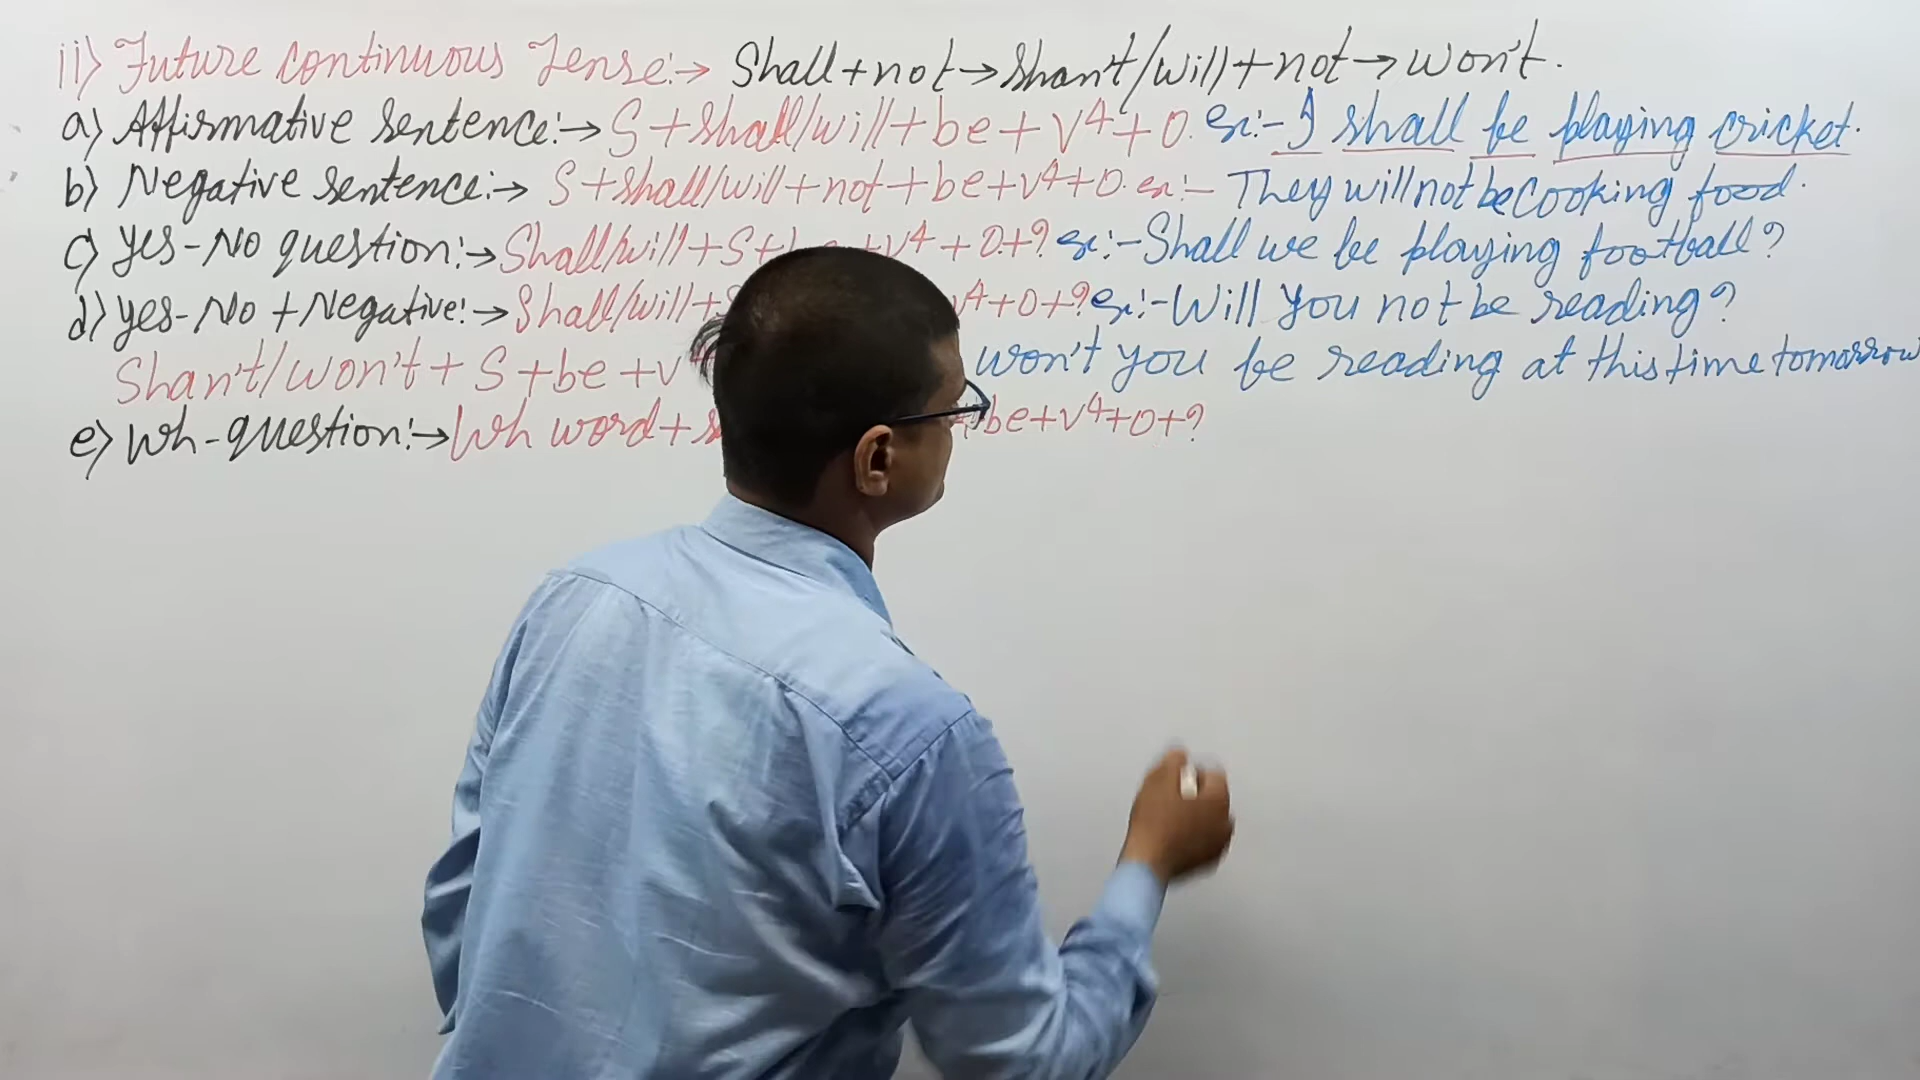 ii) Future continuous Tense:→ Shall+not→Shan't/will+not→won't.
a) Affirmative sentence:→ S+shall/will+be+V⁴+O. ex:- I shall be playing cricket.
b) Negative sentence:→ S+shall/will+not+be+V⁴+O. ex:- They will not be cooking food.
c) Yes-No question:→ Shall/will+S+ +V⁴+O+? ex:- Shall we be playing football?
d) Yes-No+Negative:→ Shall/will+ V⁴+O+? ex:- Will you not be reading?
Shan't/won't+S+be+V won't you be reading at this time tomorrow
e) Wh-question:→ Wh word+ +be+V⁴+O+?